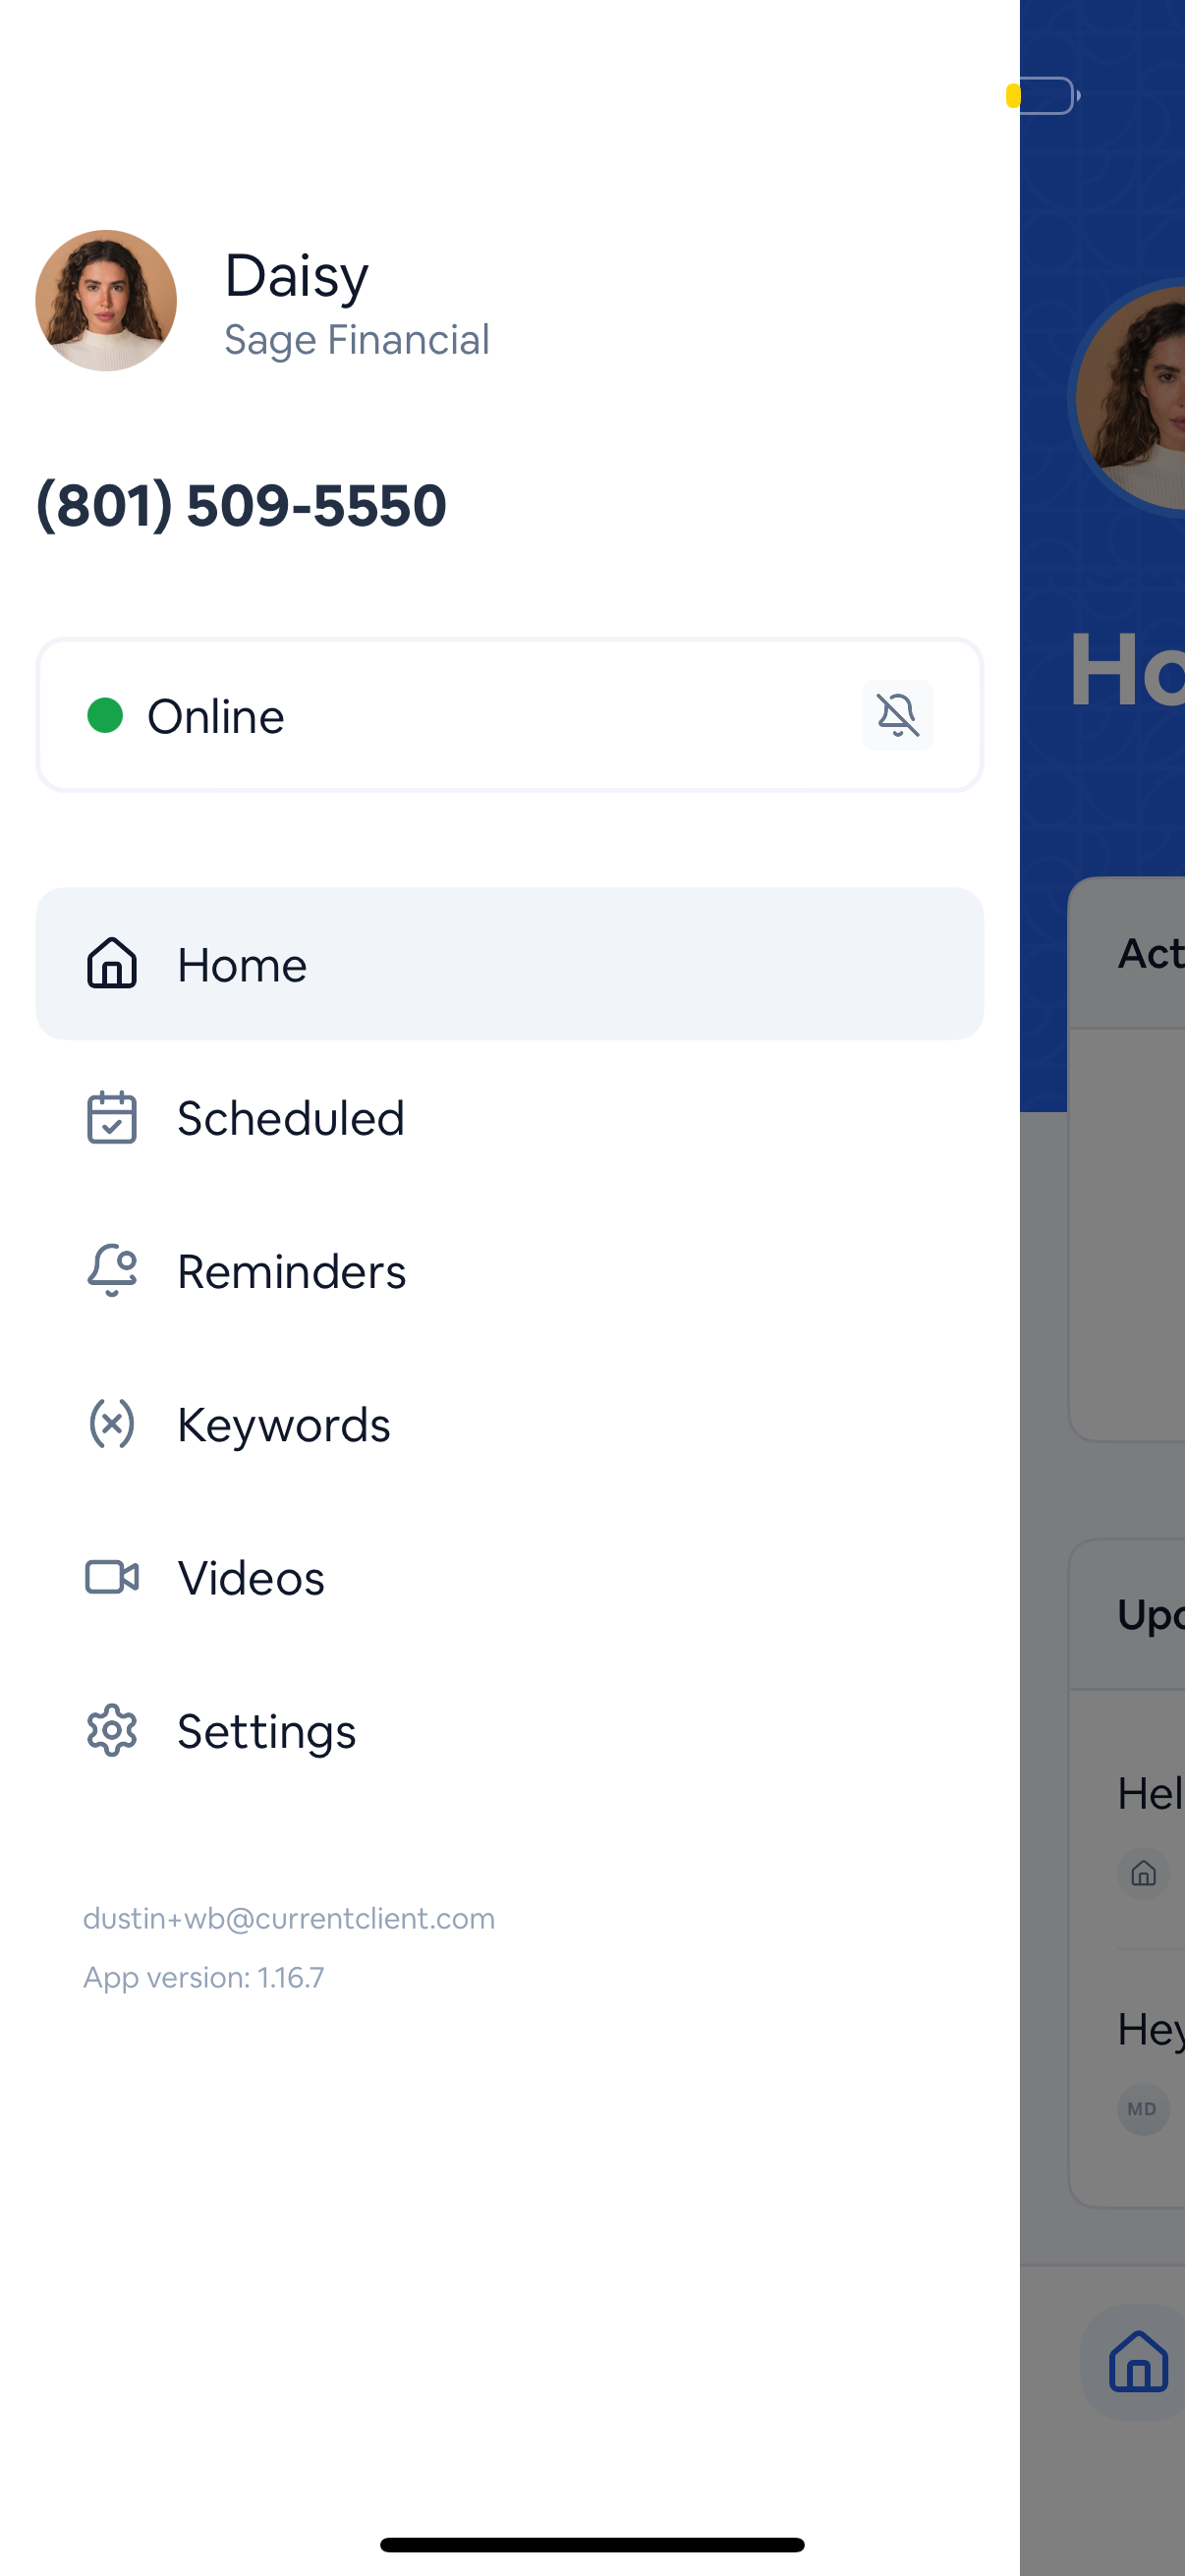 Daisy
Sage Financial
(801) 509-5550
Online
Home
Scheduled
Reminders
Keywords
Videos
Settings
dustin+wb@currentclient.com
App version: 1.16.7
Ho
Act
Upd
Hel
Hey
MD